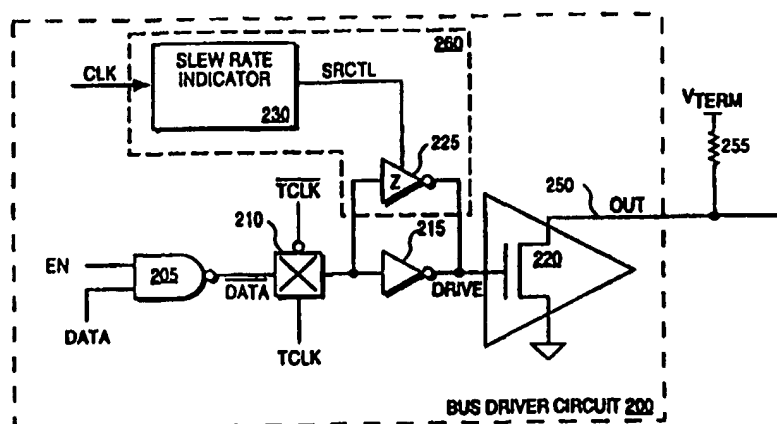 260
SLEW RATE
INDICATOR
230
CLK
SRCTL
VTERM
255
225
Z
TCLK
210
250
OUT
215
EN
205
DATA
220
DRIVE
DATA
TCLK
BUS DRIVER CIRCUIT 200